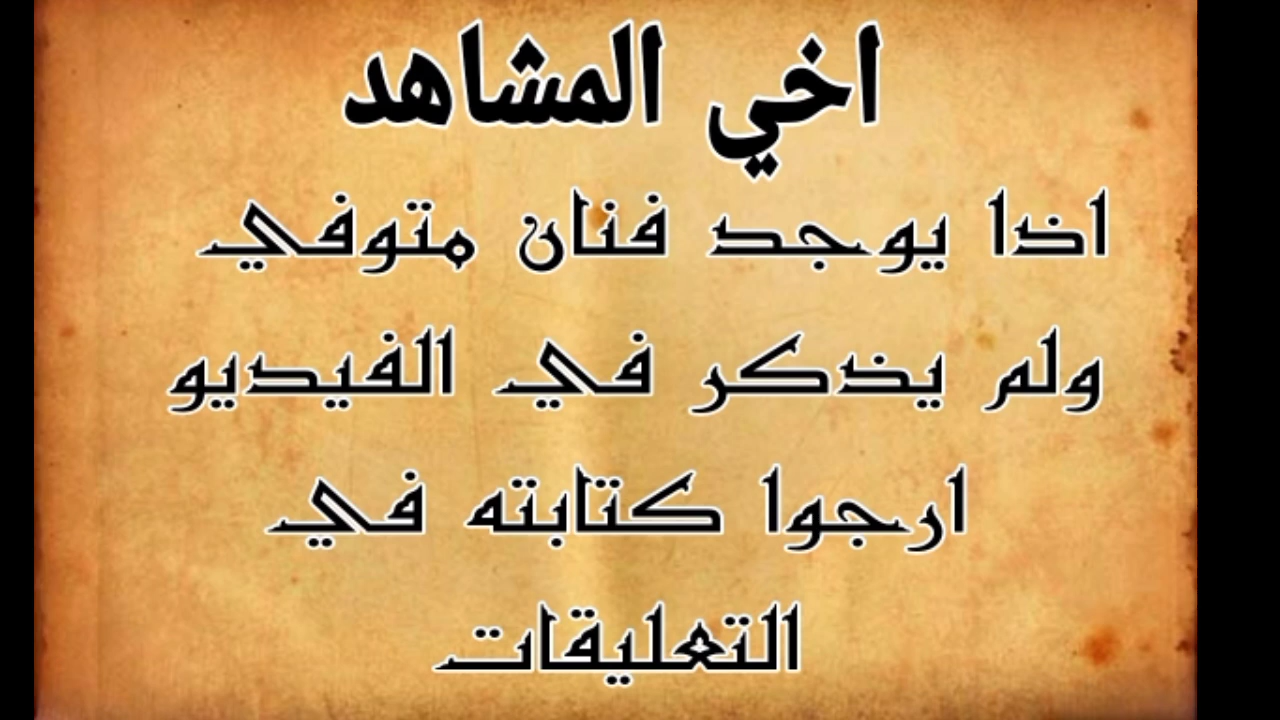 اخي المشاهد
اذا يوجد فنان متوفي
ولم يذكر في الفيديو
ارجوا كتابته في
التعليقات